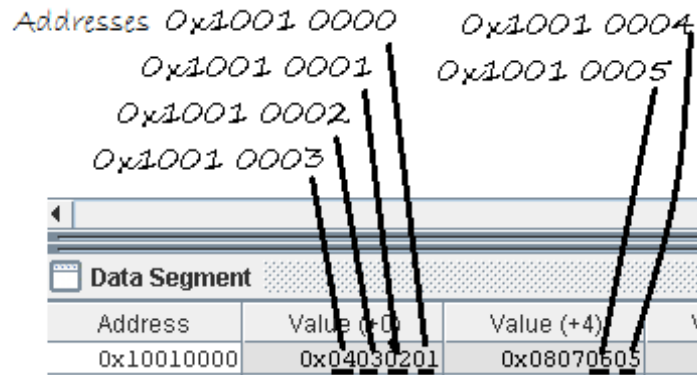 Addresses 0x1001 0000 0x1001 0004
0x1001 0001 0x1001 0005
0x1001 0002
0x1001 0003
Data Segment
Address Value (+0) Value (+4)
0x10010000 0x04030201 0x08070605